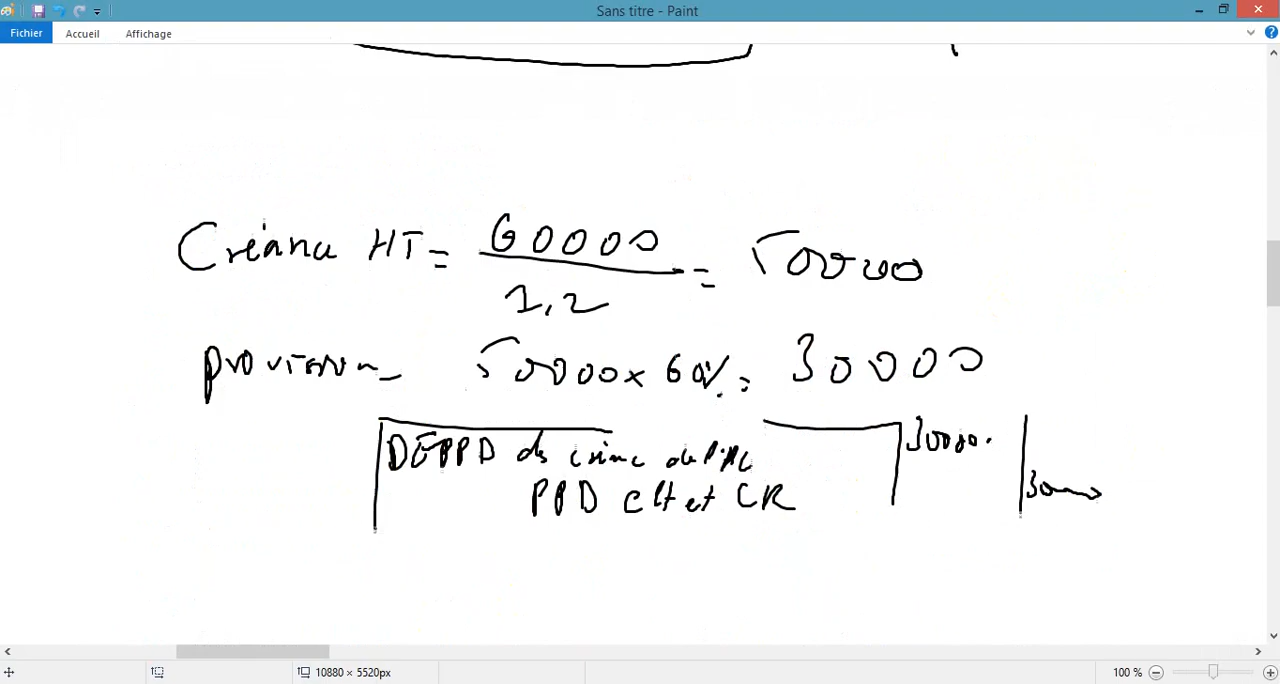 Sans titre - Paint
Fichier Accueil Affichage
Créance HT = 60000 / 1,2 = 50000
provision 50000 x 60% = 30000
DEPPD des créance de l'AC 30000.
PPD clt et CR 30000
10880 × 5520px 100 %